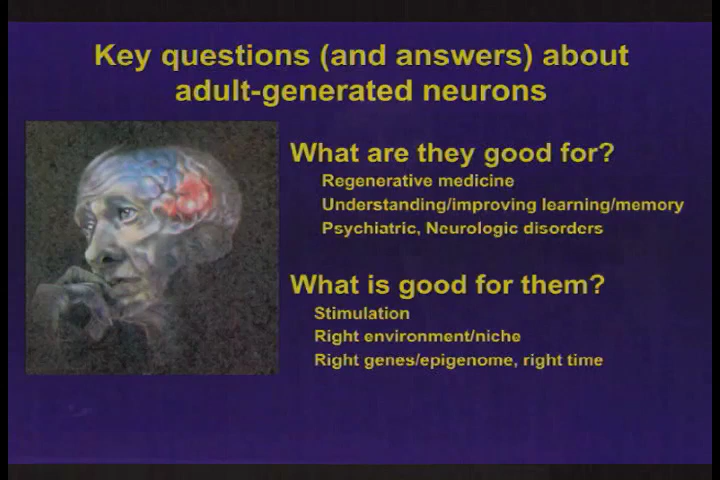 Key questions (and answers) about
adult-generated neurons
What are they good for?
Regenerative medicine
Understanding/improving learning/memory
Psychiatric, Neurologic disorders
What is good for them?
Stimulation
Right environment/niche
Right genes/epigenome, right time